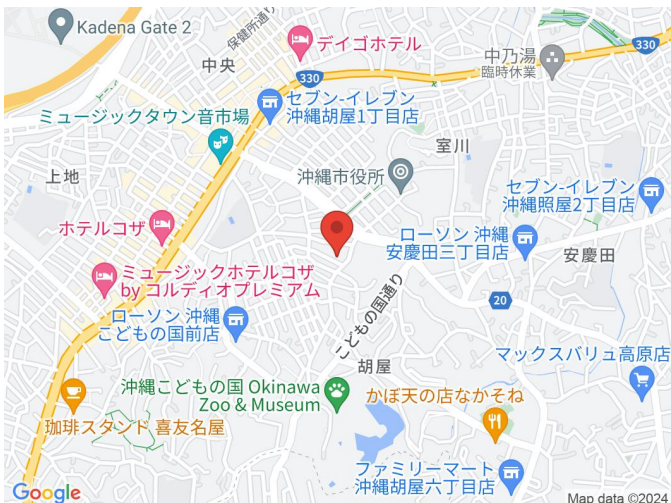 Kadena Gate 2
保健所通り
デイゴホテル
中央
330
330
中乃湯
臨時休業
セブン-イレブン
沖縄胡屋1丁目店
ミュージックタウン音市場
室川
上地
沖縄市役所
セブン-イレブン
沖縄照屋2丁目店
ホテルコザ
ローソン 沖縄
安慶田三丁目店
安慶田
ミュージックホテルコザ
by コルディオプレミアム
20
こどもの国通り
ローソン 沖縄
こどもの国前店
胡屋
マックスバリュ高原店
沖縄こどもの国 Okinawa
Zoo & Museum
かぼ天の店なかそね
珈琲スタンド 喜友名屋
ファミリーマート
沖縄胡屋六丁目店
Google
Map data ©2024